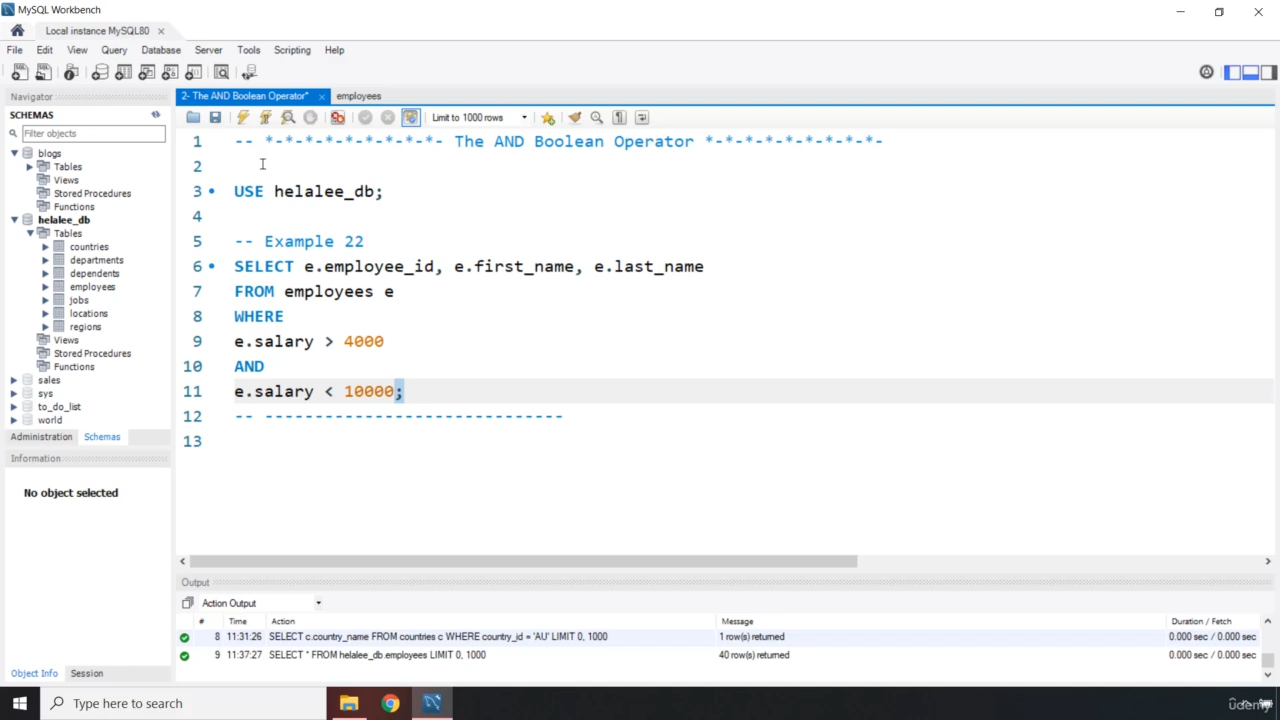 MySQL Workbench
Local instance MySQL80
File Edit View Query Database Server Tools Scripting Help
Navigator
SCHEMAS
Filter objects
blogs
Tables
Views
Stored Procedures
Functions
helalee_db
Tables
countries
departments
dependents
employees
jobs
locations
regions
Views
Stored Procedures
Functions
sales
sys
to_do_list
world
Administration Schemas
Information
No object selected
Object Info Session
2- The AND Boolean Operator* employees
Limit to 1000 rows
1 -- *-*-*-*-*-*-*-*-*- The AND Boolean Operator *-*-*-*-*-*-*-*-*-
2
3 USE helalee_db;
4
5 -- Example 22
6 SELECT e.employee_id, e.first_name, e.last_name
7 FROM employees e
8 WHERE
9 e.salary > 4000
10 AND
11 e.salary < 10000;
12 -- ------------------------------
13
Output
Action Output
# Time Action Message Duration / Fetch
8 11:31:26 SELECT c.country_name FROM countries c WHERE country_id = 'AU' LIMIT 0, 1000 1 row(s) returned 0.000 sec / 0.000 sec
9 11:37:27 SELECT * FROM helalee_db.employees LIMIT 0, 1000 40 row(s) returned 0.000 sec / 0.000 sec
Type here to search
udemy